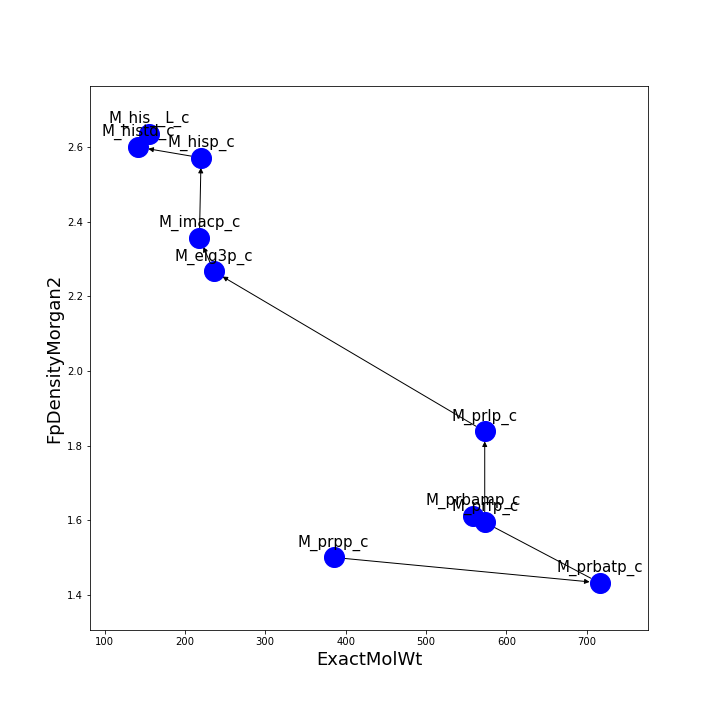 M_his__L_c
M_histd_c
M_hisp_c
M_imacp_c
M_eig3p_c
M_prlp_c
M_prbamp_c
M_prfp_c
M_prpp_c
M_prbatp_c
2.6
2.4
2.2
2.0
1.8
1.6
1.4
FpDensityMorgan2
100 200 300 400 500 600 700
ExactMolWt